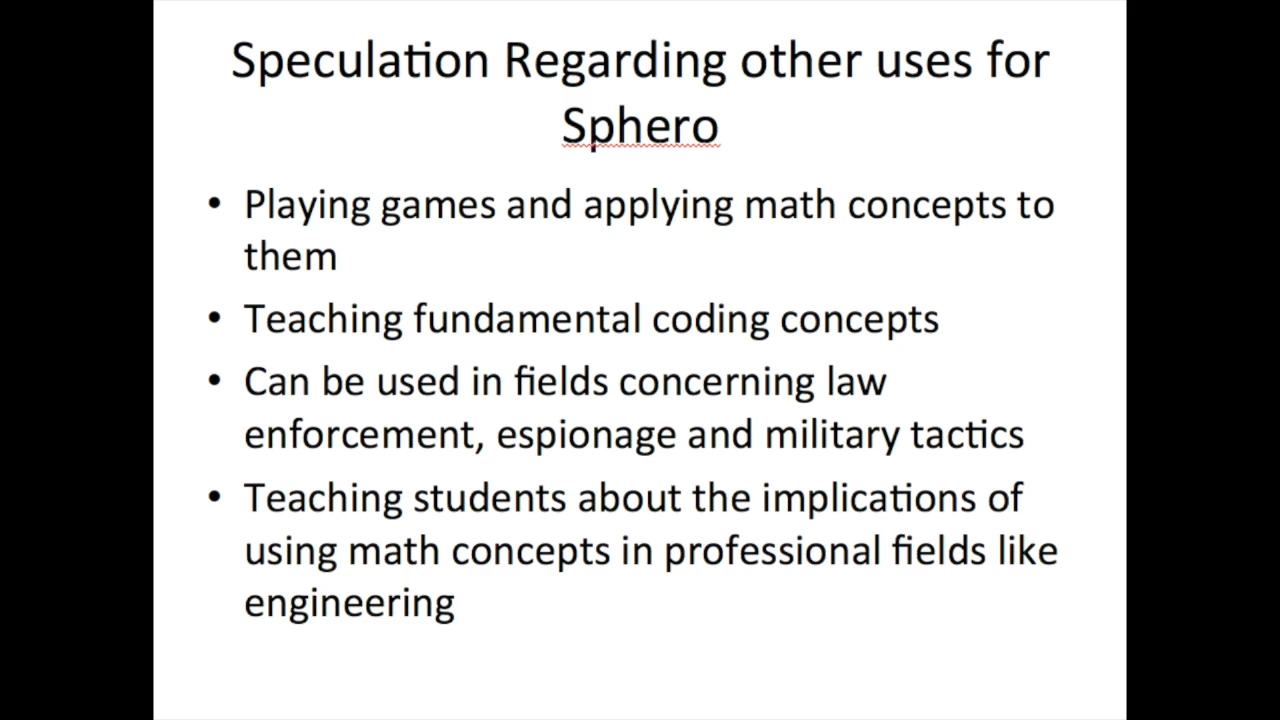 Speculation Regarding other uses for
Sphero
• Playing games and applying math concepts to
them
• Teaching fundamental coding concepts
• Can be used in fields concerning law
enforcement, espionage and military tactics
• Teaching students about the implications of
using math concepts in professional fields like
engineering